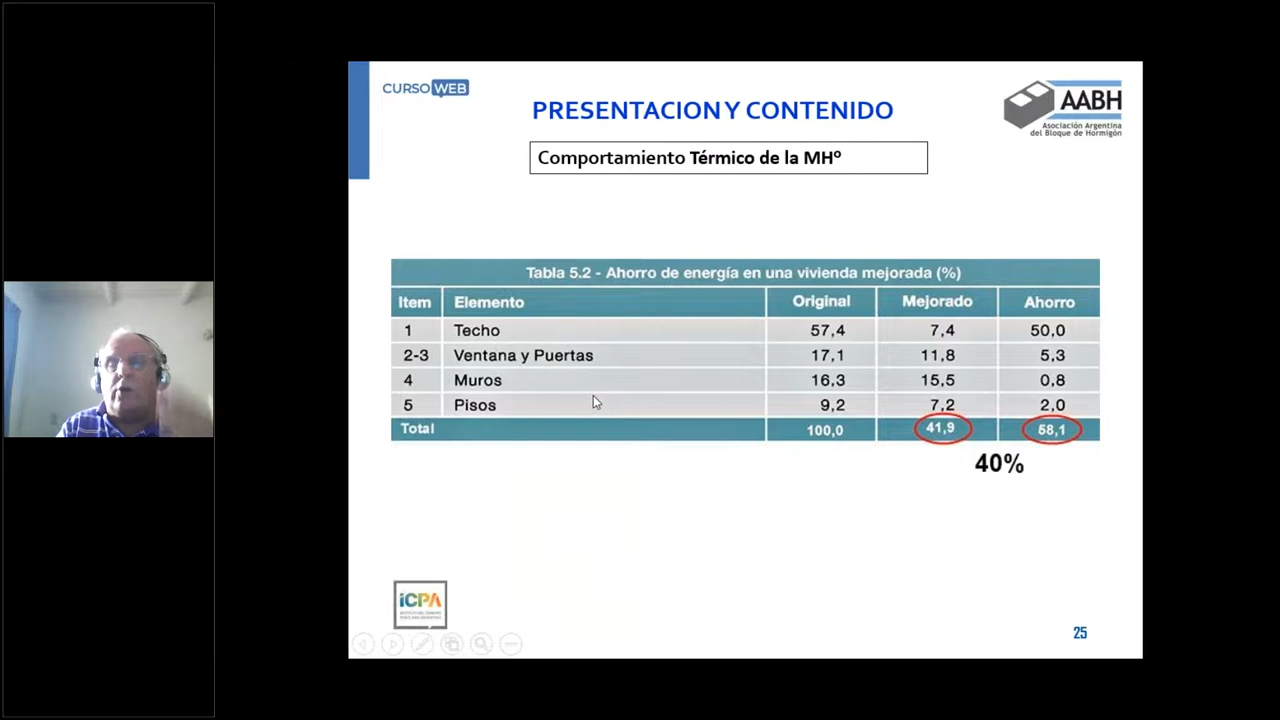 CURSO WEB
PRESENTACION Y CONTENIDO
AABH
Asociación Argentina
del Bloque de Hormigón
Comportamiento Térmico de la MHº
Tabla 5.2 - Ahorro de energía en una vivienda mejorada (%)
Item Elemento Original Mejorado Ahorro
1 Techo 57,4 7,4 50,0
2-3 Ventana y Puertas 17,1 11,8 5,3
4 Muros 16,3 15,5 0,8
5 Pisos 9,2 7,2 2,0
Total 100,0 41,9 58,1
40%
iCPA
25